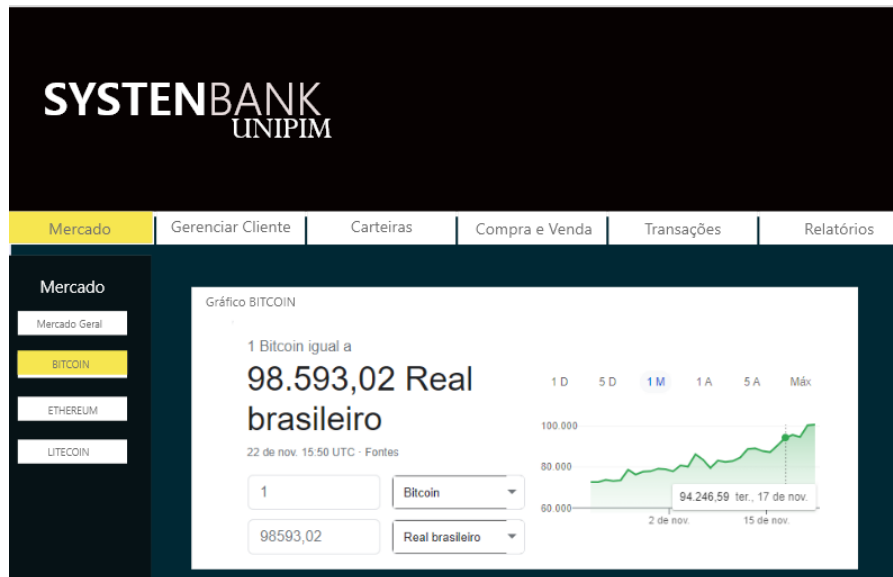 SYSTENBANK
UNIPIM
Mercado Gerenciar Cliente Carteiras Compra e Venda Transações Relatórios
Mercado
Mercado Geral
BITCOIN
ETHEREUM
LITECOIN
Gráfico BITCOIN
1 Bitcoin igual a
98.593,02 Real
brasileiro
22 de nov. 15:50 UTC · Fontes
1 Bitcoin
98593,02 Real brasileiro
1 D 5 D 1 M 1 A 5 A Máx
100.000
80.000
60.000
94.246,59 ter., 17 de nov.
2 de nov. 15 de nov.